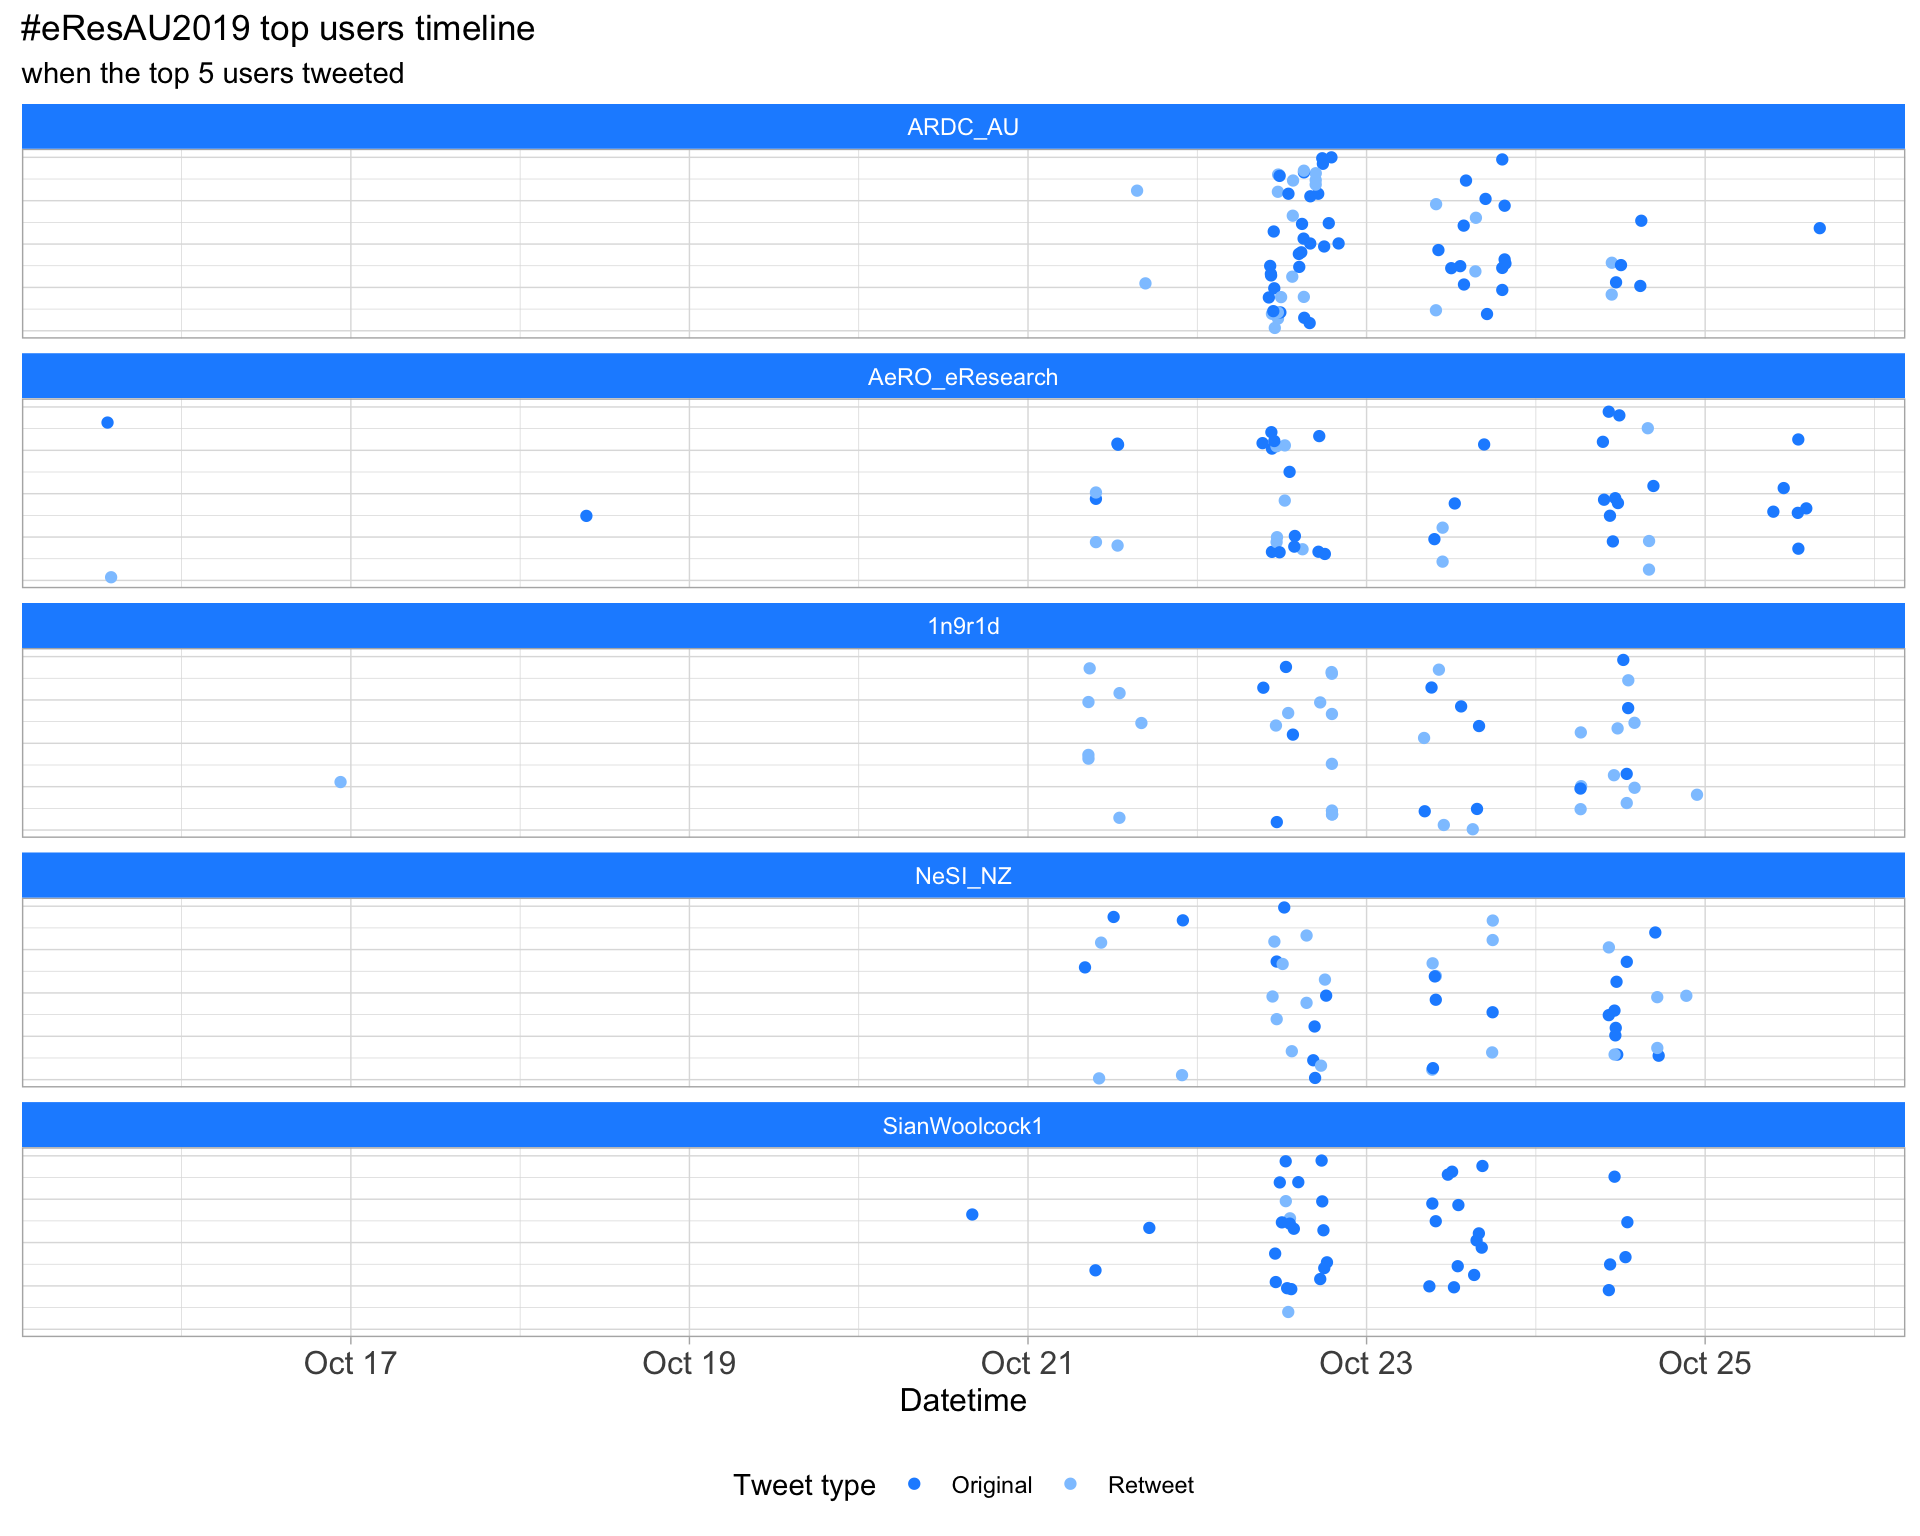 #eResAU2019 top users timeline
when the top 5 users tweeted
ARDC_AU
AeRO_eResearch
1n9r1d
NeSI_NZ
SianWoolcock1
Oct 17 Oct 19 Oct 21 Oct 23 Oct 25
Datetime
Tweet type Original Retweet